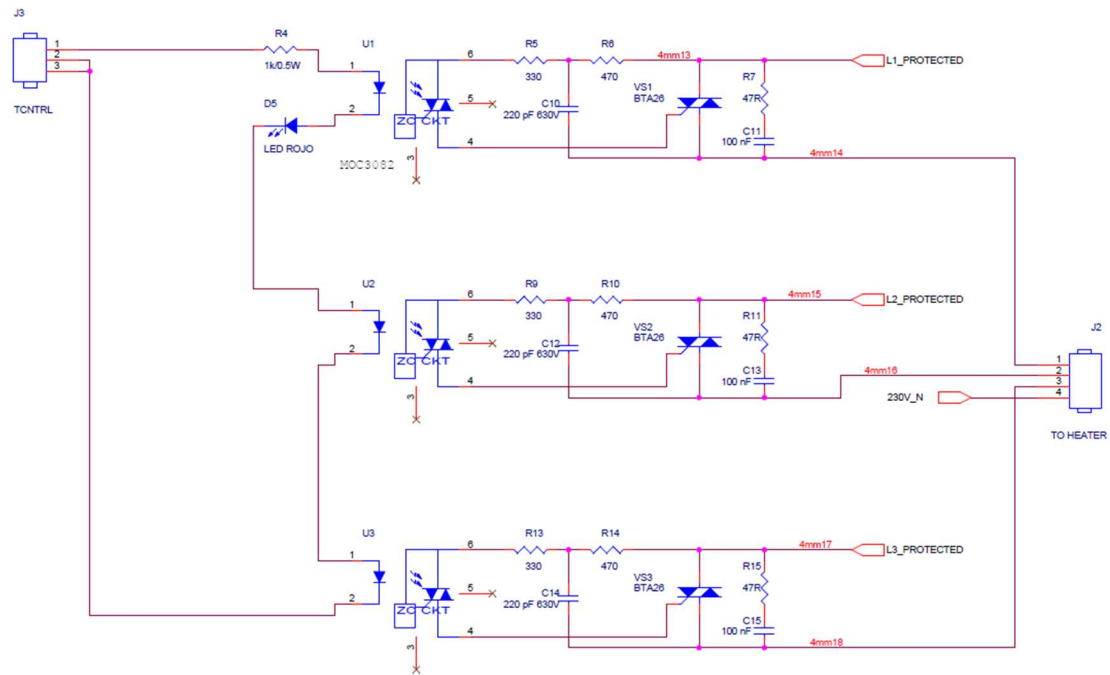 J3
1
2
3
TCNTRL
R4
1k/0.5W
D5
LED ROJO
U1
1
2
ZC CKT
MOC3082
6
5
4
3
R5
330
R6
470
C10
220 pF 630V
4mm13
VS1
BTA26
R7
47R
C11
100 nF
4mm14
L1_PROTECTED
U2
1
2
ZC CKT
6
5
4
3
R9
330
R10
470
C12
220 pF 630V
4mm15
VS2
BTA26
R11
47R
C13
100 nF
4mm16
L2_PROTECTED
230V_N
J2
1
2
3
4
TO HEATER
U3
1
2
ZC CKT
6
5
4
3
R13
330
R14
470
C14
220 pF 630V
4mm17
VS3
BTA26
R15
47R
C15
100 nF
4mm18
L3_PROTECTED